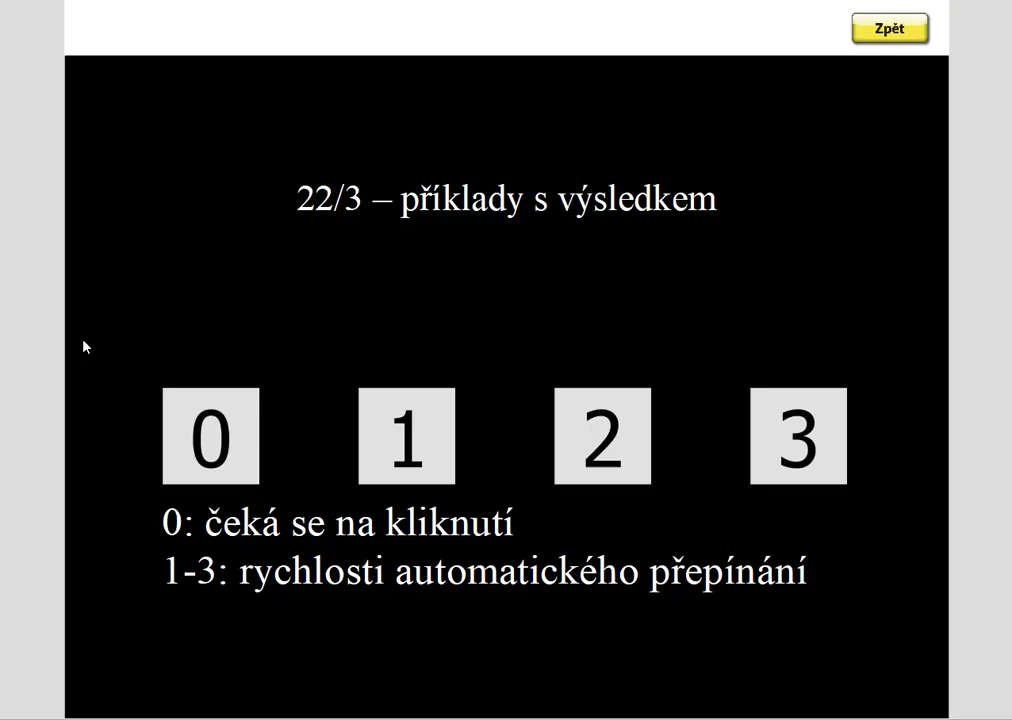 Zpět
22/3 – příklady s výsledkem
0 1 2 3
0: čeká se na kliknutí
1-3: rychlosti automatického přepínání